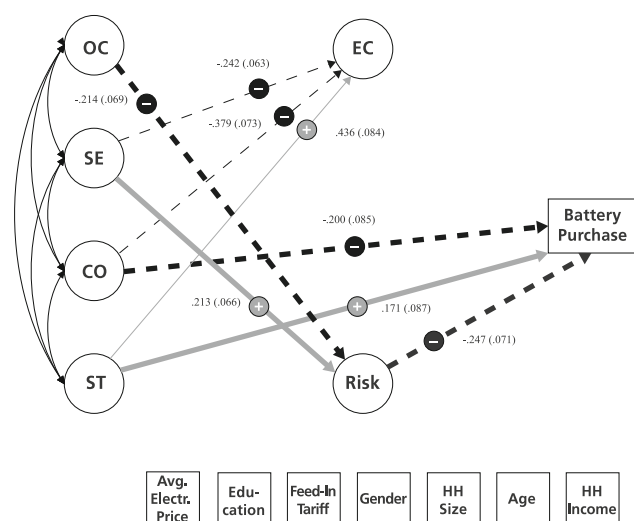 OC
EC
-.242 (.063)
-.214 (.069)
−
−
-.379 (.073)
−
+
.436 (.084)
SE
Battery
Purchase
-.200 (.085)
−
CO
.213 (.066)
+
+
.171 (.087)
−
-.247 (.071)
ST
Risk
Avg.
Electr.
Price
Edu-
cation
Feed-In
Tariff
Gender
HH
Size
Age
HH
Income